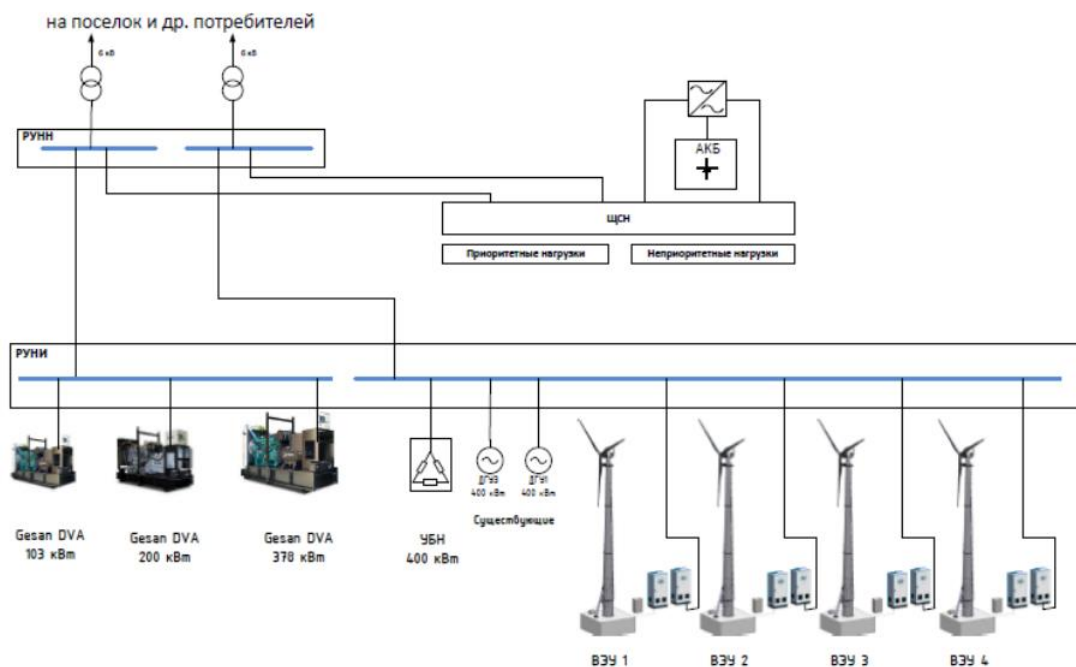 на поселок и др. потребителей
6 кВ
6 кВ
РУНН
АКБ
ЩСН
Приоритетные нагрузки
Неприоритетные нагрузки
РУНИ
ДГУ3
400 кВт
ДГУ1
400 кВт
Существующие
Gesan DVA
103 кВт
Gesan DVA
200 кВт
Gesan DVA
378 кВт
УБН
400 кВт
ВЭУ 1
ВЭУ 2
ВЭУ 3
ВЭУ 4